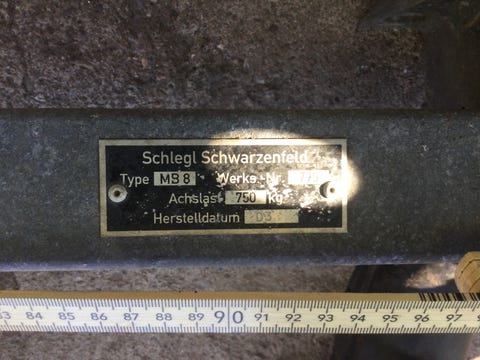 Schlegl Schwarzenfeld
Type MS 8 Werks.-Nr.
Achslast 750 kg
Herstelldatum 03
83 84 85 86 87 88 89 90 91 92 93 94 95 96 97